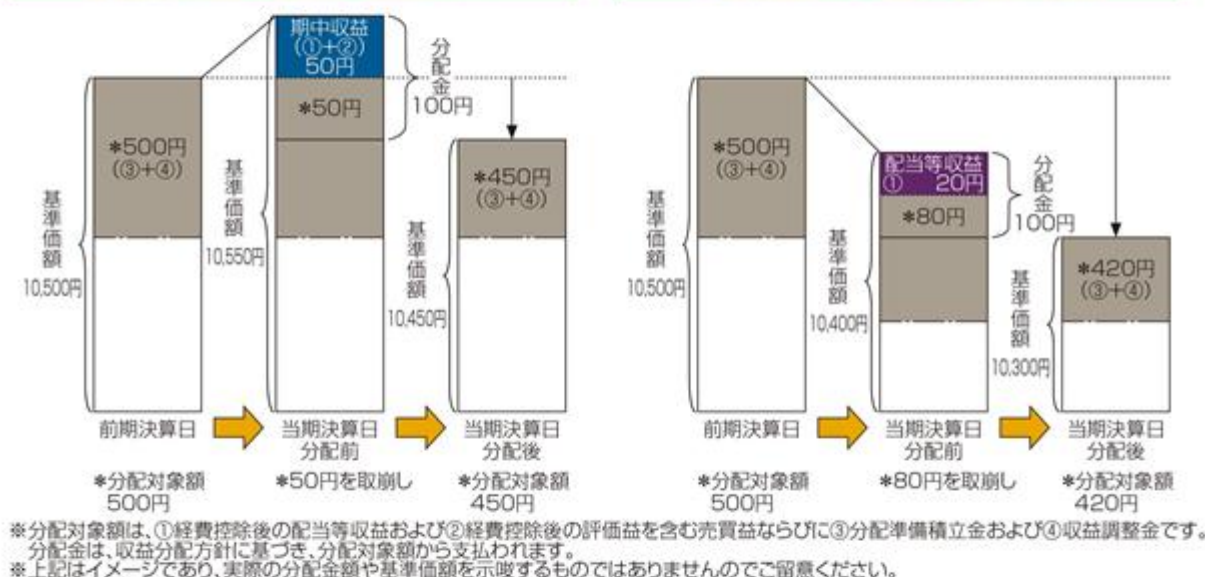 期中収益
(①+②)
50円
*50円
分配金
100円
*500円
(③+④)
*450円
(③+④)
基準価額
10,500円
基準価額
10,550円
基準価額
10,450円
前期決算日
当期決算日
分配前
当期決算日
分配後
*分配対象額
500円
*50円を取崩し
*分配対象額
450円
*500円
(③+④)
配当等収益
① 20円
*80円
分配金
100円
*420円
(③+④)
基準価額
10,500円
基準価額
10,400円
基準価額
10,300円
前期決算日
当期決算日
分配前
当期決算日
分配後
*分配対象額
500円
*80円を取崩し
*分配対象額
420円
※分配対象額は、①経費控除後の配当等収益および②経費控除後の評価益を含む売買益ならびに③分配準備積立金および④収益調整金です。
分配金は、収益分配方針に基づき、分配対象額から支払われます。
※上記はイメージであり、実際の分配金額や基準価額を示唆するものではありませんのでご留意ください。